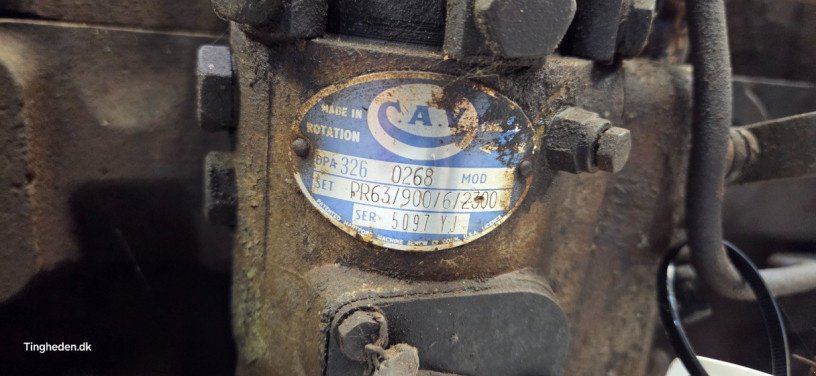 C.A.V.
MADE IN
ROTATION
DPA 326 0268 MOD
SET PR63/900/6/2300
SER 5097 YJ
Tingheden.dk